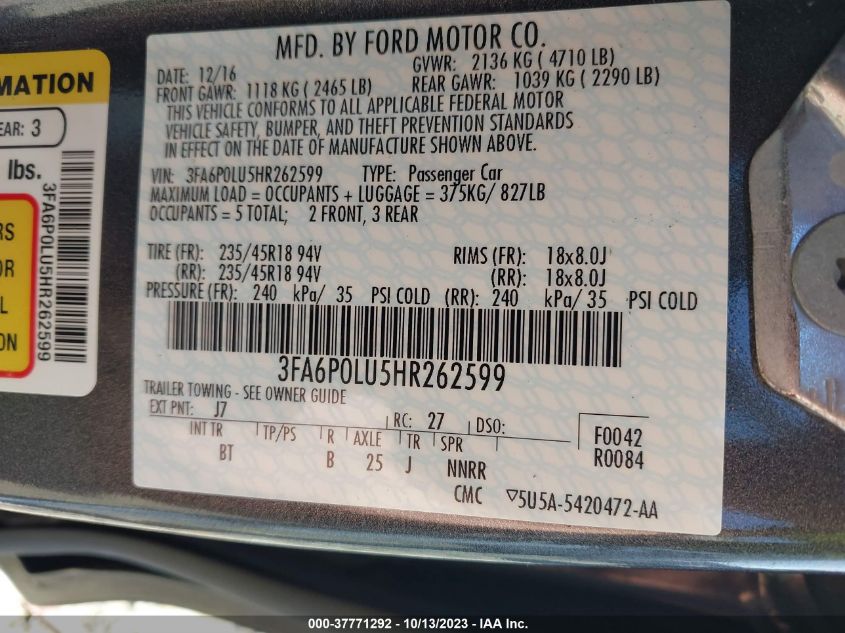 MFD. BY FORD MOTOR CO.
DATE: 12/16
GVWR: 2136 KG ( 4710 LB)
FRONT GAWR: 1118 KG ( 2465 LB)
REAR GAWR: 1039 KG ( 2290 LB)
THIS VEHICLE CONFORMS TO ALL APPLICABLE FEDERAL MOTOR
VEHICLE SAFETY, BUMPER, AND THEFT PREVENTION STANDARDS
IN EFFECT ON THE DATE OF MANUFACTURE SHOWN ABOVE.
VIN: 3FA6P0LU5HR262599 TYPE: Passenger Car
MAXIMUM LOAD = OCCUPANTS + LUGGAGE = 375KG/ 827LB
OCCUPANTS = 5 TOTAL; 2 FRONT, 3 REAR
TIRE (FR): 235/45R18 94V RIMS (FR): 18x8.0J
(RR): 235/45R18 94V (RR): 18x8.0J
PRESSURE (FR): 240 kPa/ 35 PSI COLD (RR): 240 kPa/ 35 PSI COLD
3FA6P0LU5HR262599
TRAILER TOWING - SEE OWNER GUIDE
EXT PNT: J7 RC: 27 DSO:
INT TR TP/PS R AXLE TR SPR
BT B 25 J NNRR
F0042
R0084
CMC ▽5U5A-5420472-AA
MATION
EAR: 3
lbs.
3FA6P0LU5HR262599
RS
OR
L
ON
000-37771292 - 10/13/2023 - IAA Inc.